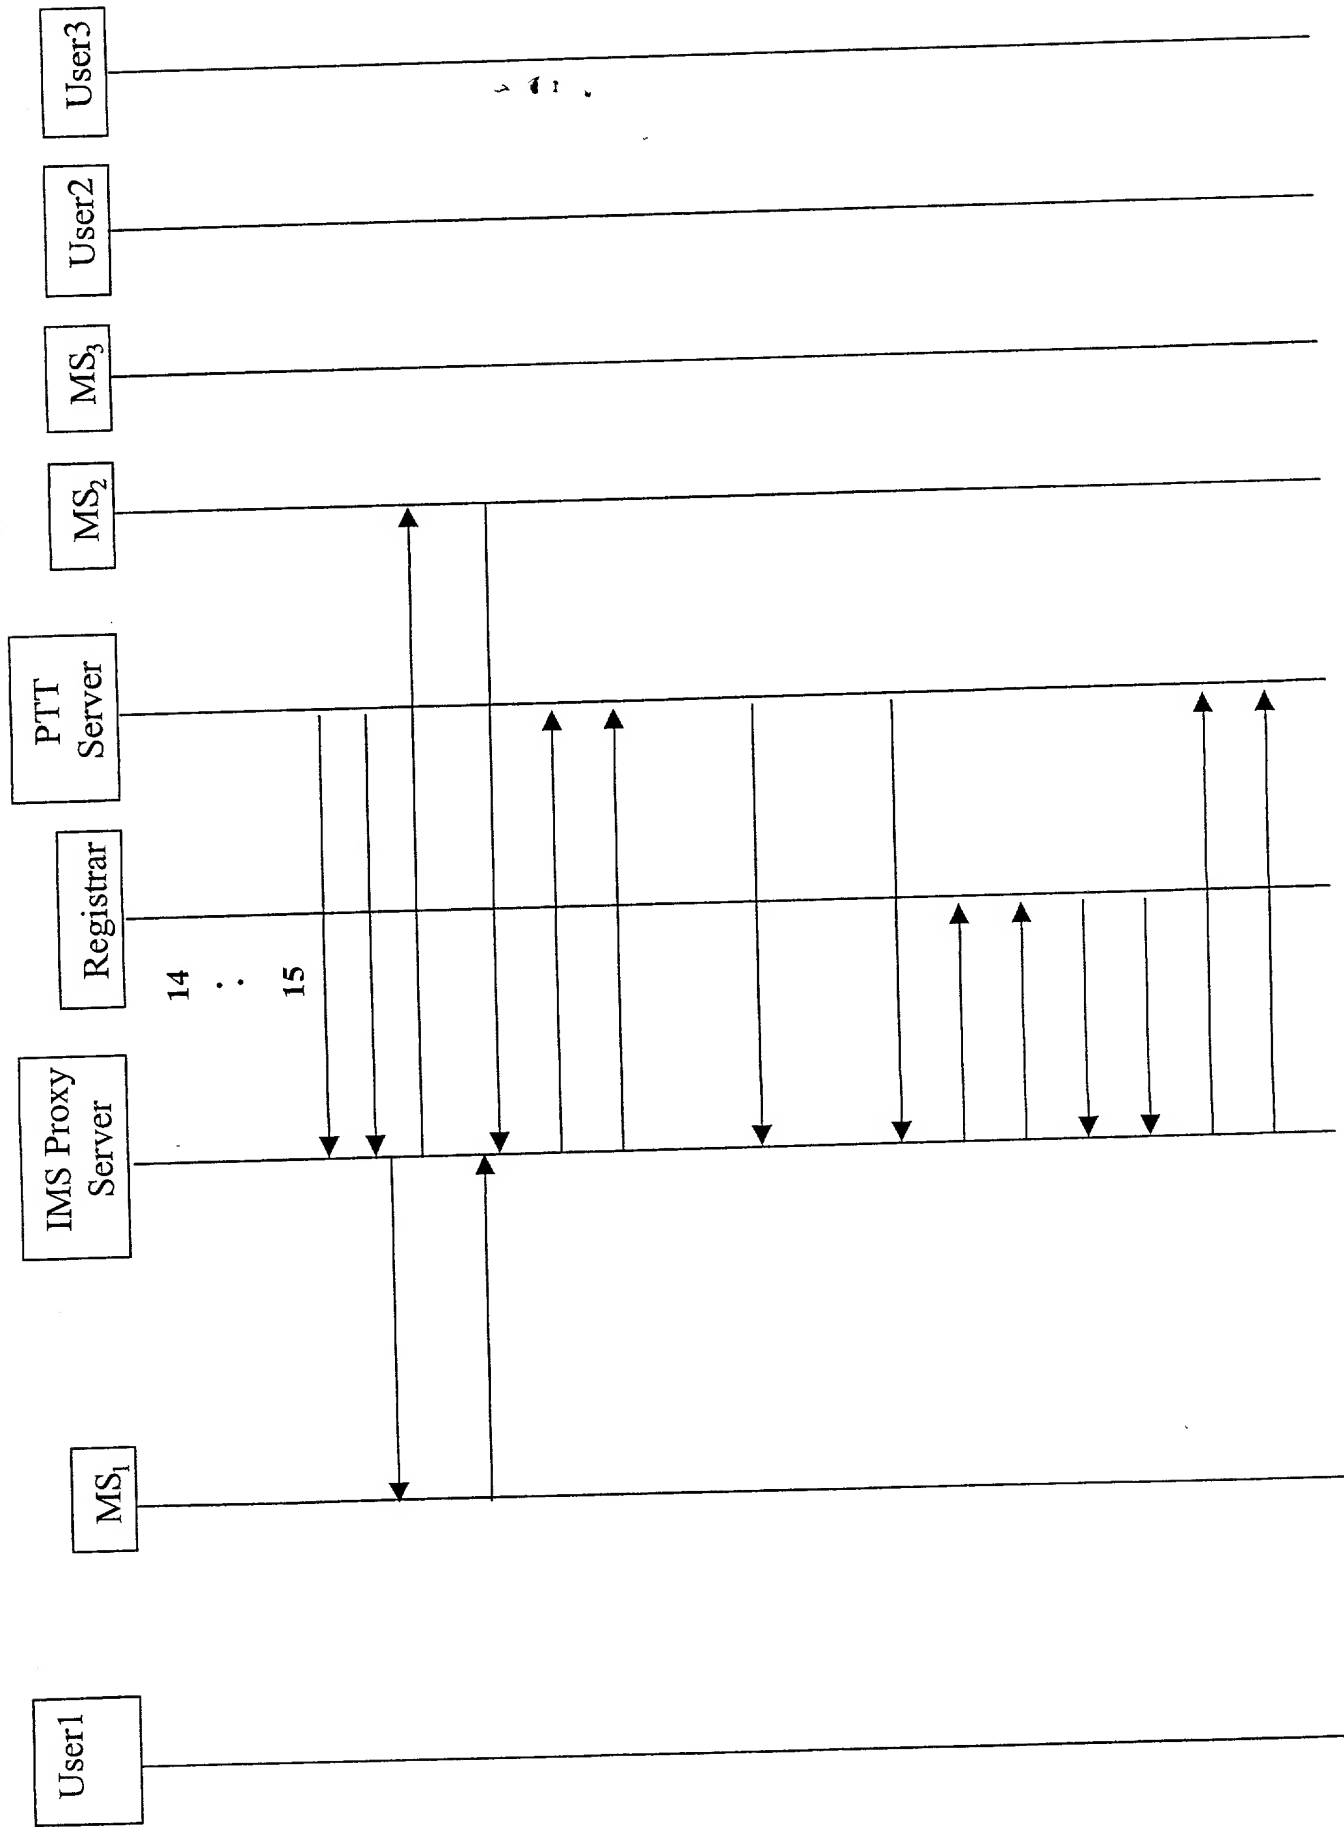 User1
MS₁
IMS Proxy
Server
Registrar
PTT
Server
MS₂
MS₃
User2
User3
14
:
15